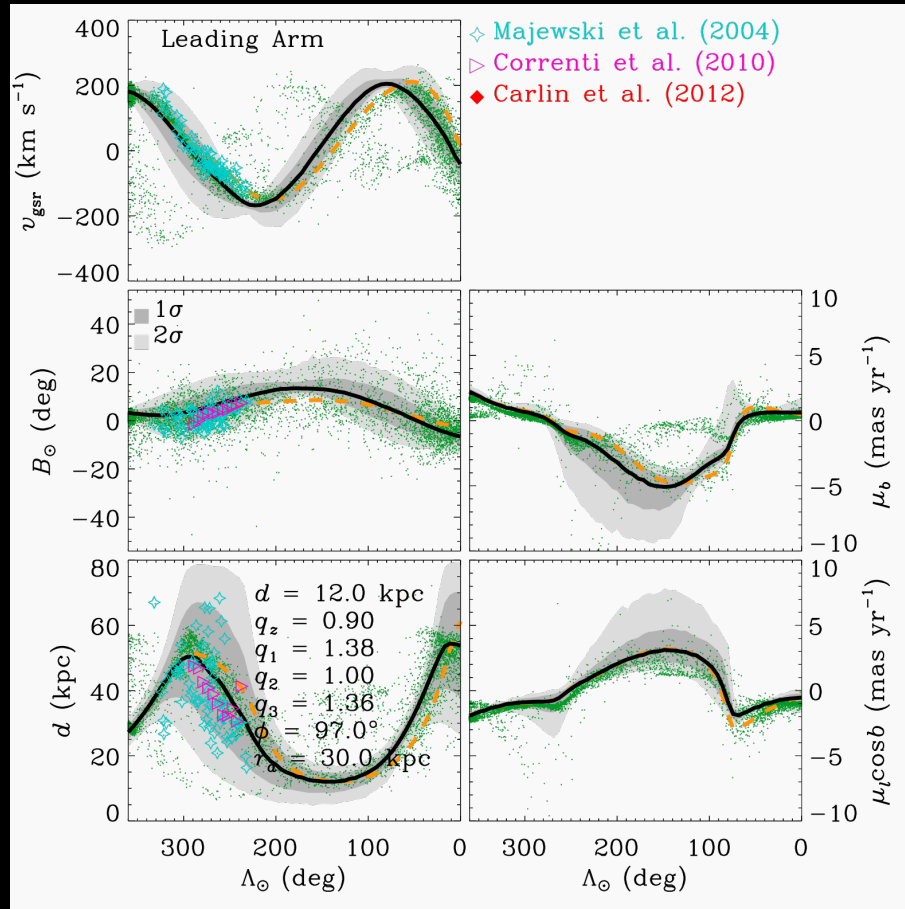 Leading Arm
Majewski et al. (2004)
Correnti et al. (2010)
Carlin et al. (2012)
400
200
0
−200
−400
v_gsr (km s⁻¹)
1σ
2σ
40
20
0
−20
−40
B_⊙ (deg)
10
5
0
−5
−10
μ_b (mas yr⁻¹)
80
60
40
20
0
d (kpc)
d = 12.0 kpc
q_z = 0.90
q_1 = 1.38
q_2 = 1.00
q_3 = 1.36
ϕ = 97.0°
r_a = 30.0 kpc
10
5
0
−5
−10
μ_l cosb (mas yr⁻¹)
300 200 100 0
Λ_⊙ (deg)
300 200 100 0
Λ_⊙ (deg)